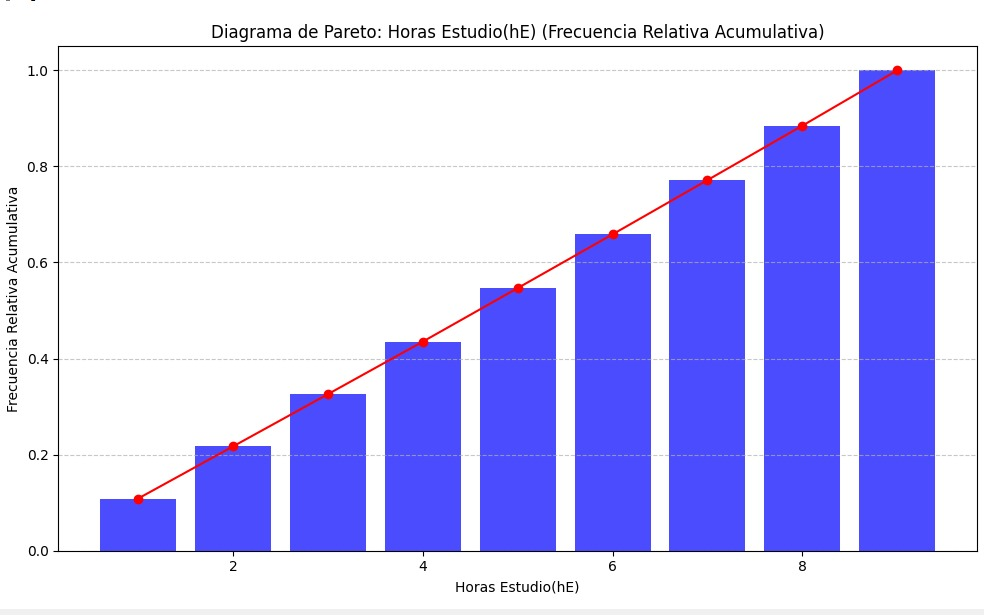 Diagrama de Pareto: Horas Estudio(hE) (Frecuencia Relativa Acumulativa)
Frecuencia Relativa Acumulativa
1.0
0.8
0.6
0.4
0.2
0.0
2 4 6 8
Horas Estudio(hE)